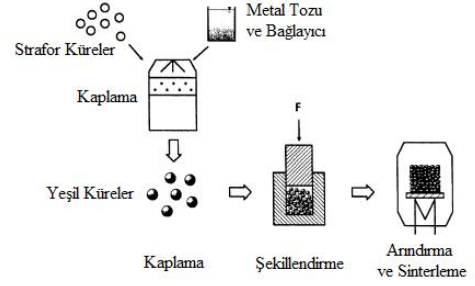 Metal Tozu
ve Bağlayıcı
Strafor Küreler
Kaplama
F
Yeşil Küreler
Kaplama
Şekillendirme
Arındırma
ve Sinterleme